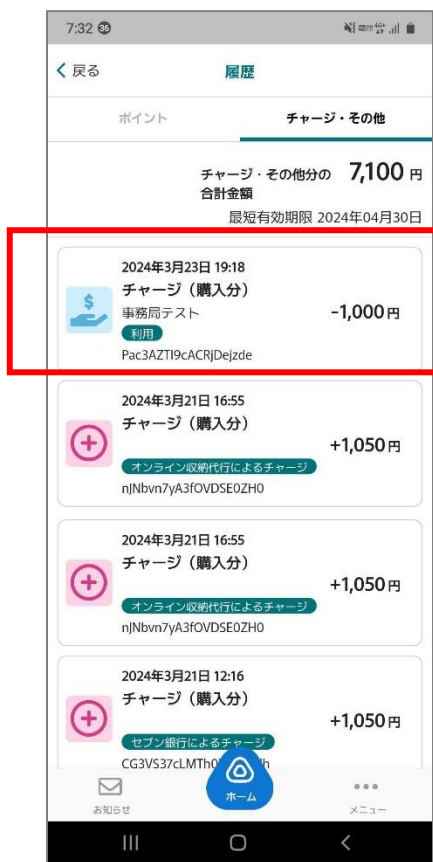 7:32 36
戻る
履歴
ポイント
チャージ・その他
チャージ・その他分の 7,100 円
合計金額
最短有効期限 2024年04月30日
2024年3月23日 19:18
チャージ（購入分）
事務局テスト
-1,000円
利用
Pac3AZTI9cACRjDejzde
2024年3月21日 16:55
チャージ（購入分）
+1,050円
オンライン収納代行によるチャージ
njNbvn7yA3fOVDSE0ZH0
2024年3月21日 16:55
チャージ（購入分）
+1,050円
オンライン収納代行によるチャージ
njNbvn7yA3fOVDSE0ZH0
2024年3月21日 12:16
チャージ（購入分）
+1,050円
セブン銀行によるチャージ
お知らせ
ホーム
メニュー